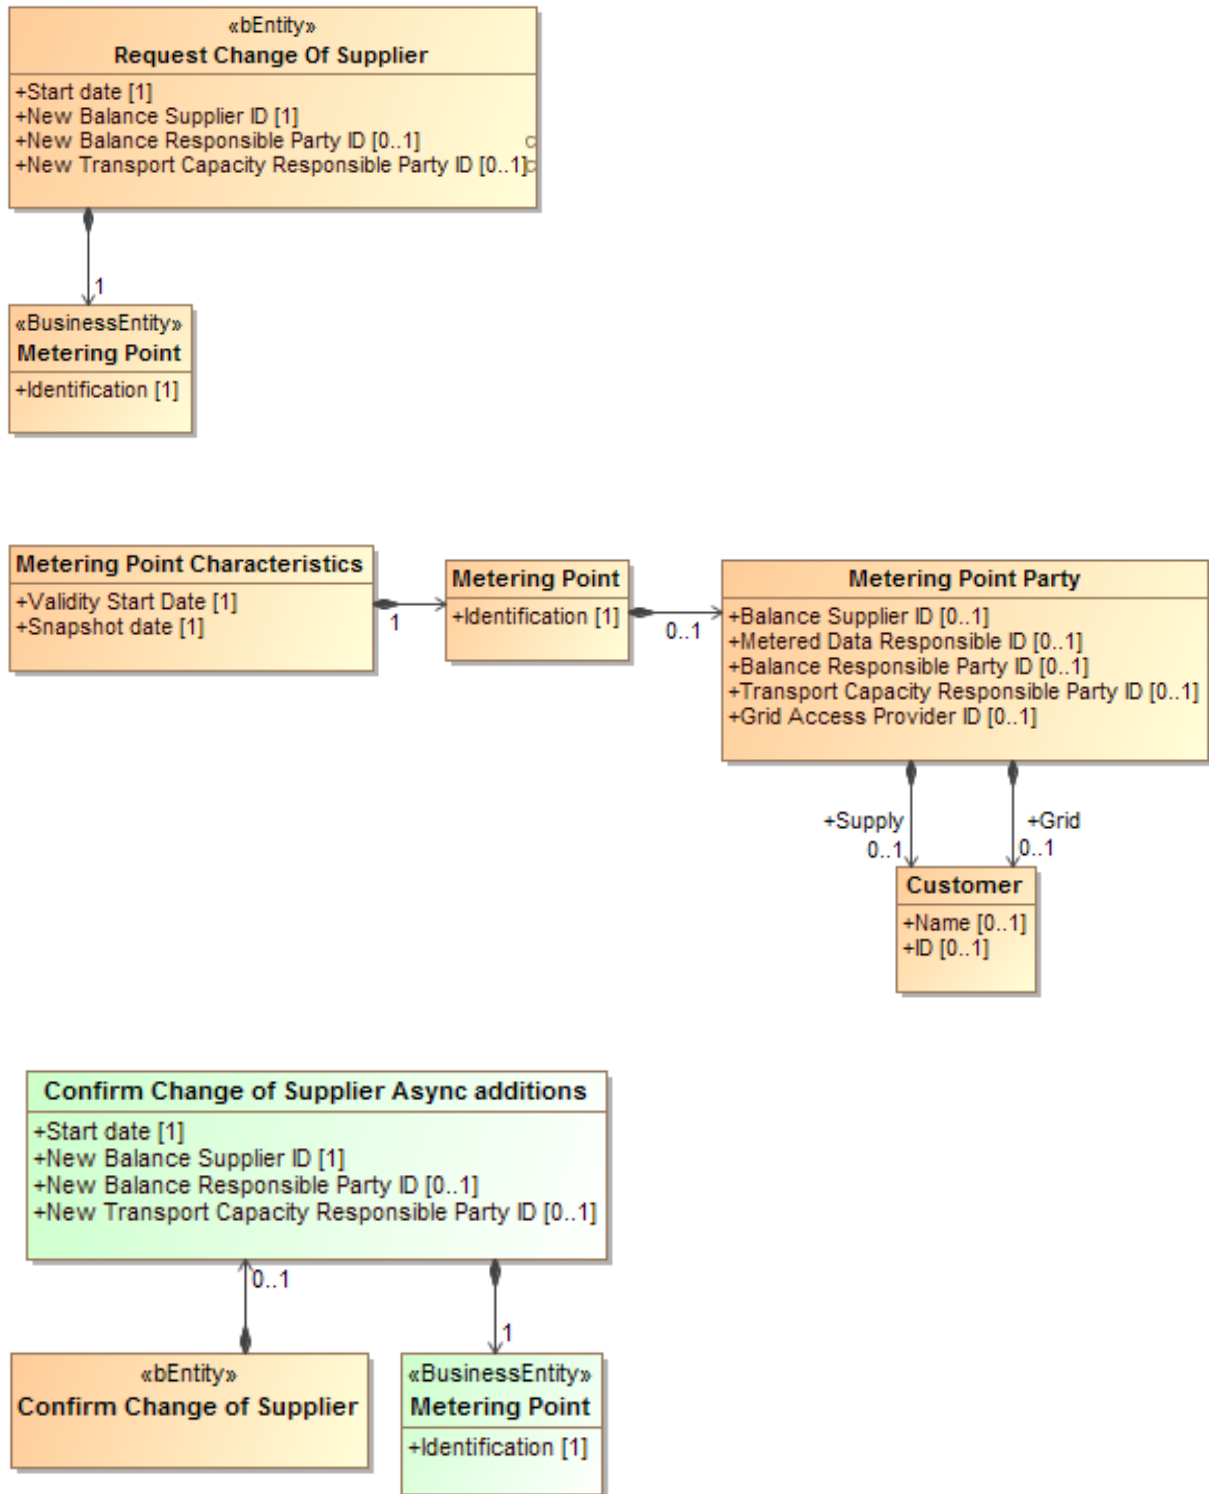 «bEntity»
Request Change Of Supplier
+Start date [1]
+New Balance Supplier ID [1]
+New Balance Responsible Party ID [0..1]
+New Transport Capacity Responsible Party ID [0..1]
1
«BusinessEntity»
Metering Point
+Identification [1]
Metering Point Characteristics
+Validity Start Date [1]
+Snapshot date [1]
1
Metering Point
+Identification [1]
0..1
Metering Point Party
+Balance Supplier ID [0..1]
+Metered Data Responsible ID [0..1]
+Balance Responsible Party ID [0..1]
+Transport Capacity Responsible Party ID [0..1]
+Grid Access Provider ID [0..1]
+Supply
0..1
+Grid
0..1
Customer
+Name [0..1]
+ID [0..1]
Confirm Change of Supplier Async additions
+Start date [1]
+New Balance Supplier ID [1]
+New Balance Responsible Party ID [0..1]
+New Transport Capacity Responsible Party ID [0..1]
0..1
1
«bEntity»
Confirm Change of Supplier
«BusinessEntity»
Metering Point
+Identification [1]